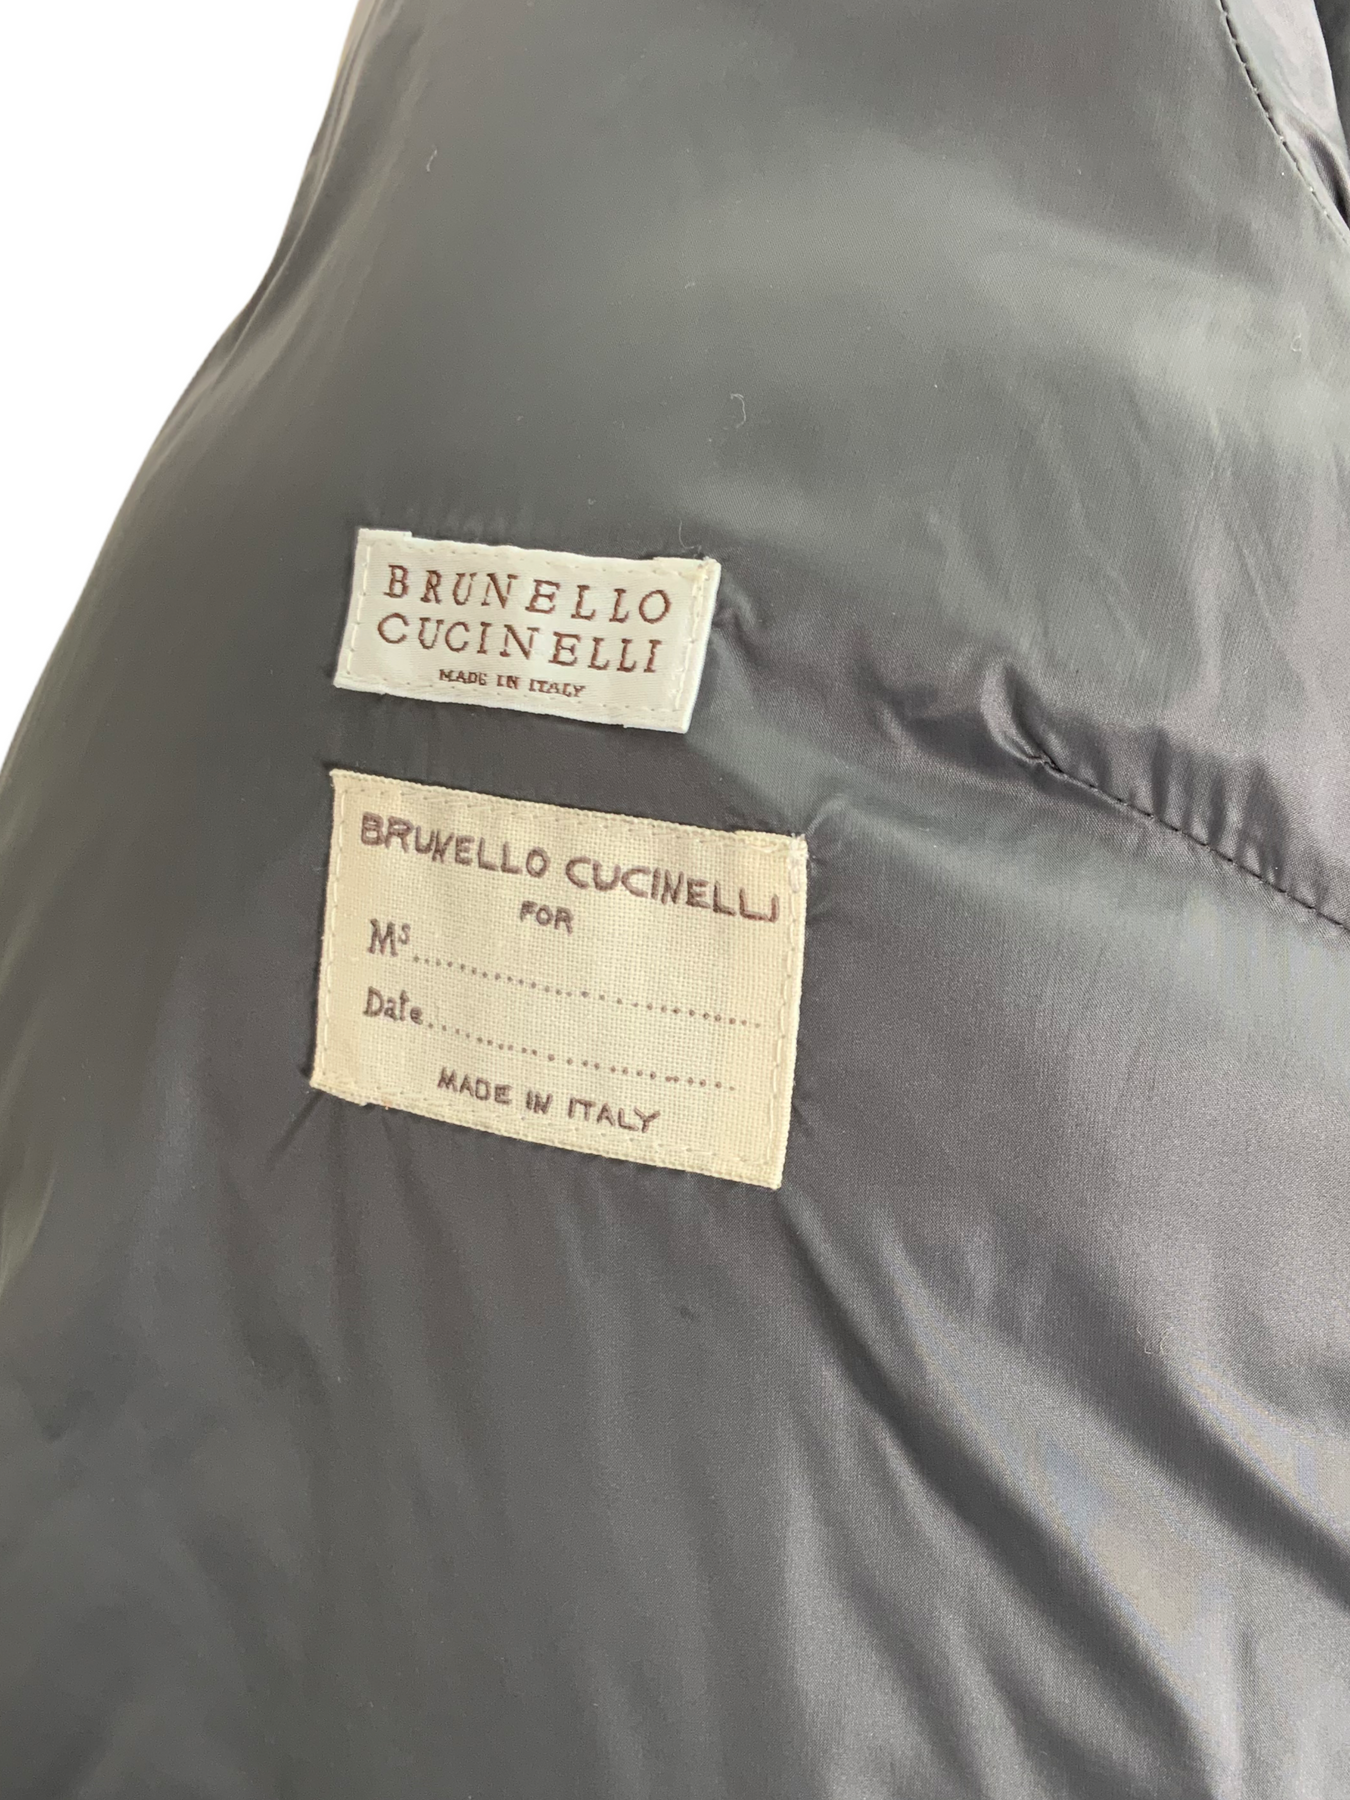 BRUNELLO
CUCINELLI
MADE IN ITALY
BRUNELLO CUCINELLI
FOR
Ms..............................
Date..............................
MADE IN ITALY